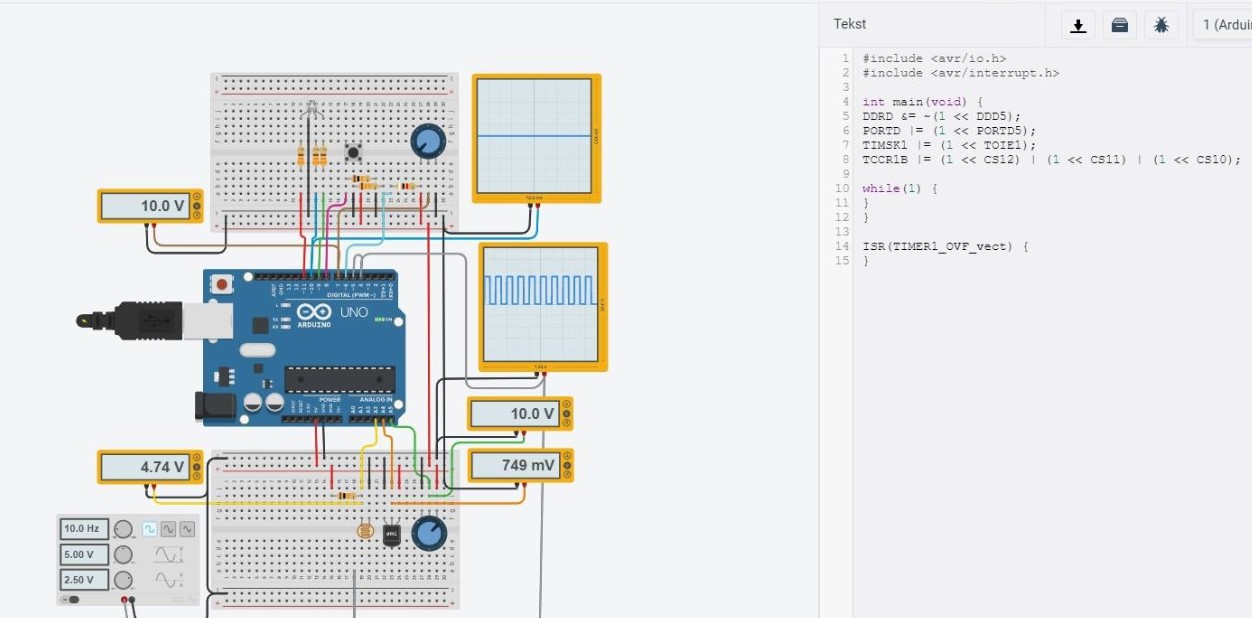 Tekst
1 (Ardui
1 #include <avr/io.h>
2 #include <avr/interrupt.h>
3
4 int main(void) {
5 DDRD &= ~(1 << DDD5);
6 PORTD |= (1 << PORTD5);
7 TIMSK1 |= (1 << TOIE1);
8 TCCR1B |= (1 << CS12) | (1 << CS11) | (1 << CS10);
9
10 while(1) {
11 }
12 }
13
14 ISR(TIMER1_OVF_vect) {
15 }
10.0 V
DIGITAL (PWM~)
UNO
ARDUINO
POWER
ANALOG IN
10.0 V
4.74 V
749 mV
10.0 Hz
5.00 V
2.50 V